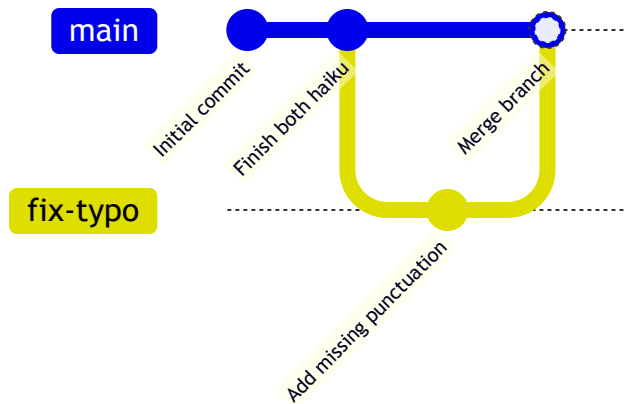 main
Initial commit
Finish both haiku
Merge branch
fix-typo
Add missing punctuation